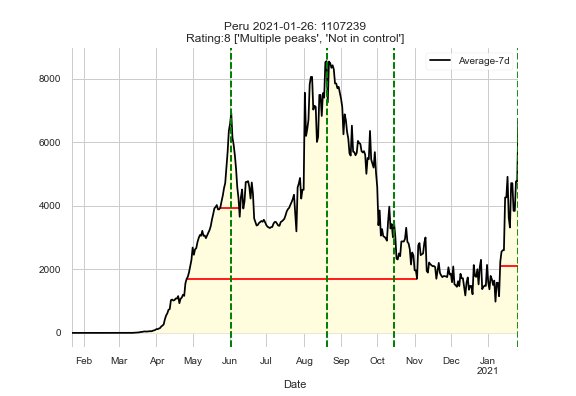 Peru 2021-01-26: 1107239
Rating:8 ['Multiple peaks', 'Not in control']
Average-7d
8000
6000
4000
2000
0
Feb Mar Apr May Jun Jul Aug Sep Oct Nov Dec Jan
2021
Date